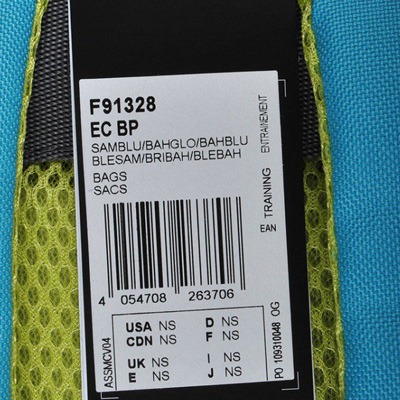 F91328
EC BP
SAMBLU/BAHGLO/BAHBLU
BLESAM/BRIBAH/BLEBAH
BAGS
SACS
TRAINING ENTRAINEMENT
EAN
4 054708 263706
USA NS D NS
CDN NS F NS
UK NS I NS
E NS J NS
ASSMCV04
PO 109310048 OG